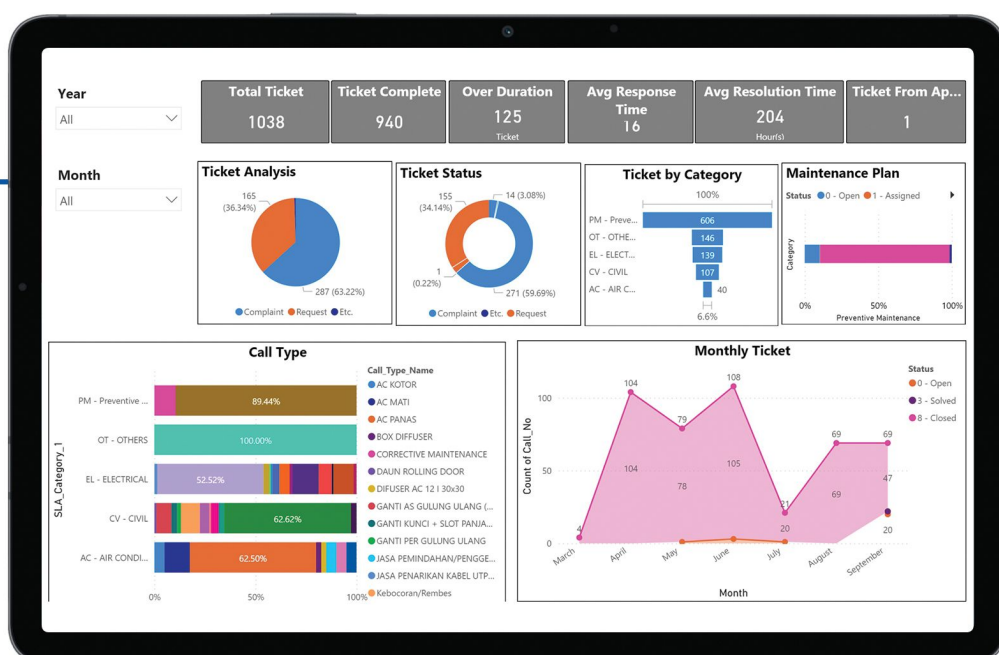 Year
All
Month
All
Total Ticket
1038
Ticket Complete
940
Over Duration
125
Ticket
Avg Response
Time
16
Avg Resolution Time
204
Hour(s)
Ticket From Ap...
1
Ticket Analysis
165
(36.34%)
287 (63.22%)
Complaint Request Etc.
Ticket Status
155
(34.14%)
14 (3.08%)
1
(0.22%)
271 (59.69%)
Complaint Etc. Request
Ticket by Category
100%
PM - Preve... 606
OT - OTHE... 146
EL - ELECT... 139
CV - CIVIL 107
AC - AIR C... 40
6.6%
Maintenance Plan
Status 0 - Open 1 - Assigned
Category
0% 50% 100%
Preventive Maintenance
Call Type
SLA_Category_1
PM - Preventive ... 89.44%
OT - OTHERS 100.00%
EL - ELECTRICAL 52.52%
CV - CIVIL 62.62%
AC - AIR CONDI... 62.50%
0% 50% 100%
Call_Type_Name
AC KOTOR
AC MATI
AC PANAS
BOX DIFFUSER
CORRECTIVE MAINTENANCE
DAUN ROLLING DOOR
DIFUSER AC 12 I 30x30
GANTI AS GULUNG ULANG (...
GANTI KUNCI + SLOT PANJA...
GANTI PER GULUNG ULANG
JASA PEMINDAHAN/PENGGE...
JASA PENARIKAN KABEL UTP...
Kebocoran/Rembes
Monthly Ticket
Status
0 - Open
3 - Solved
8 - Closed
Count of Call_No
100
50
0
4
104
104
79
78
108
105
21
20
69
69
69
47
20
March April May June July August September
Month